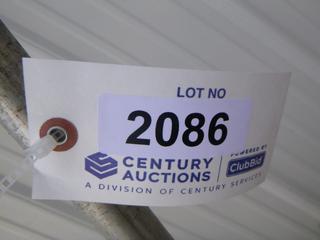 LOT NO
2086
CENTURY AUCTIONS
POWERED BY
ClubBid
A DIVISION OF CENTURY SERVICES